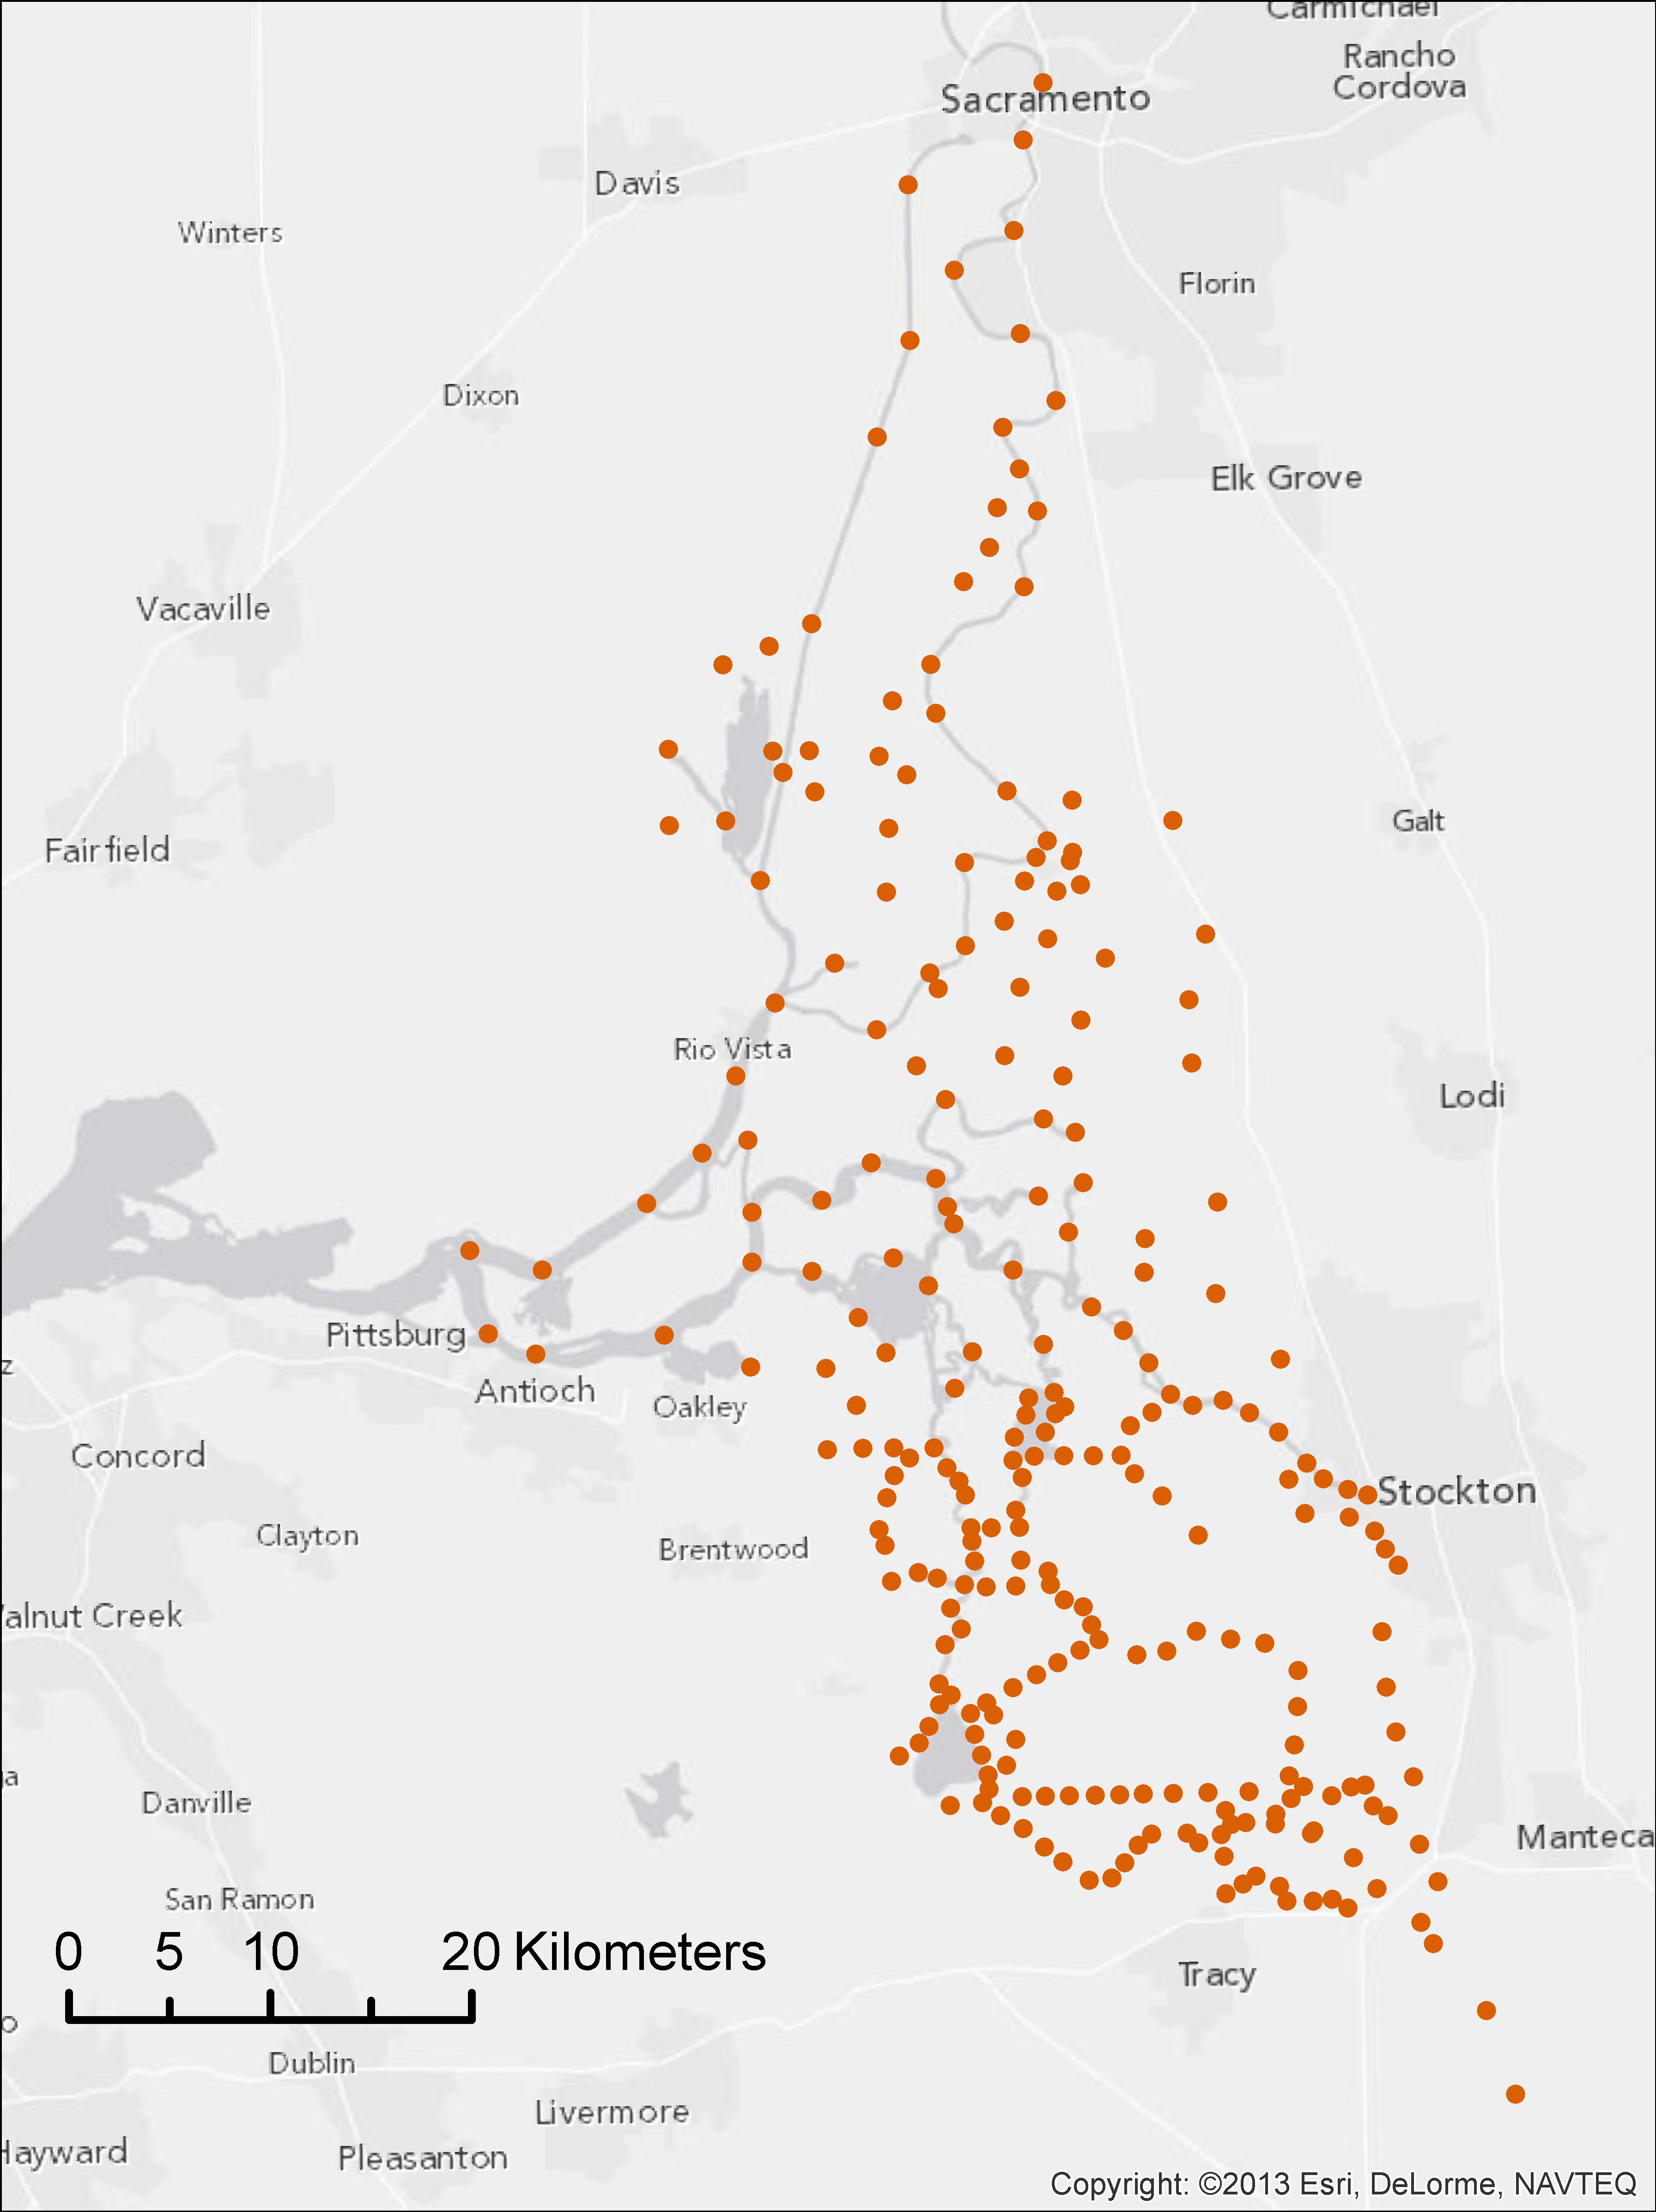 Carmichael
Rancho
Cordova
Sacramento
Davis
Winters
Florin
Dixon
Elk Grove
Vacaville
Galt
Fairfield
Rio Vista
Lodi
Pittsburg
z
Antioch
Oakley
Concord
Stockton
Clayton
Brentwood
alnut Creek
a
Danville
Manteca
San Ramon
0 5 10 20 Kilometers
Tracy
o
Dublin
Livermore
Hayward
Pleasanton
Copyright: ©2013 Esri, DeLorme, NAVTEQ